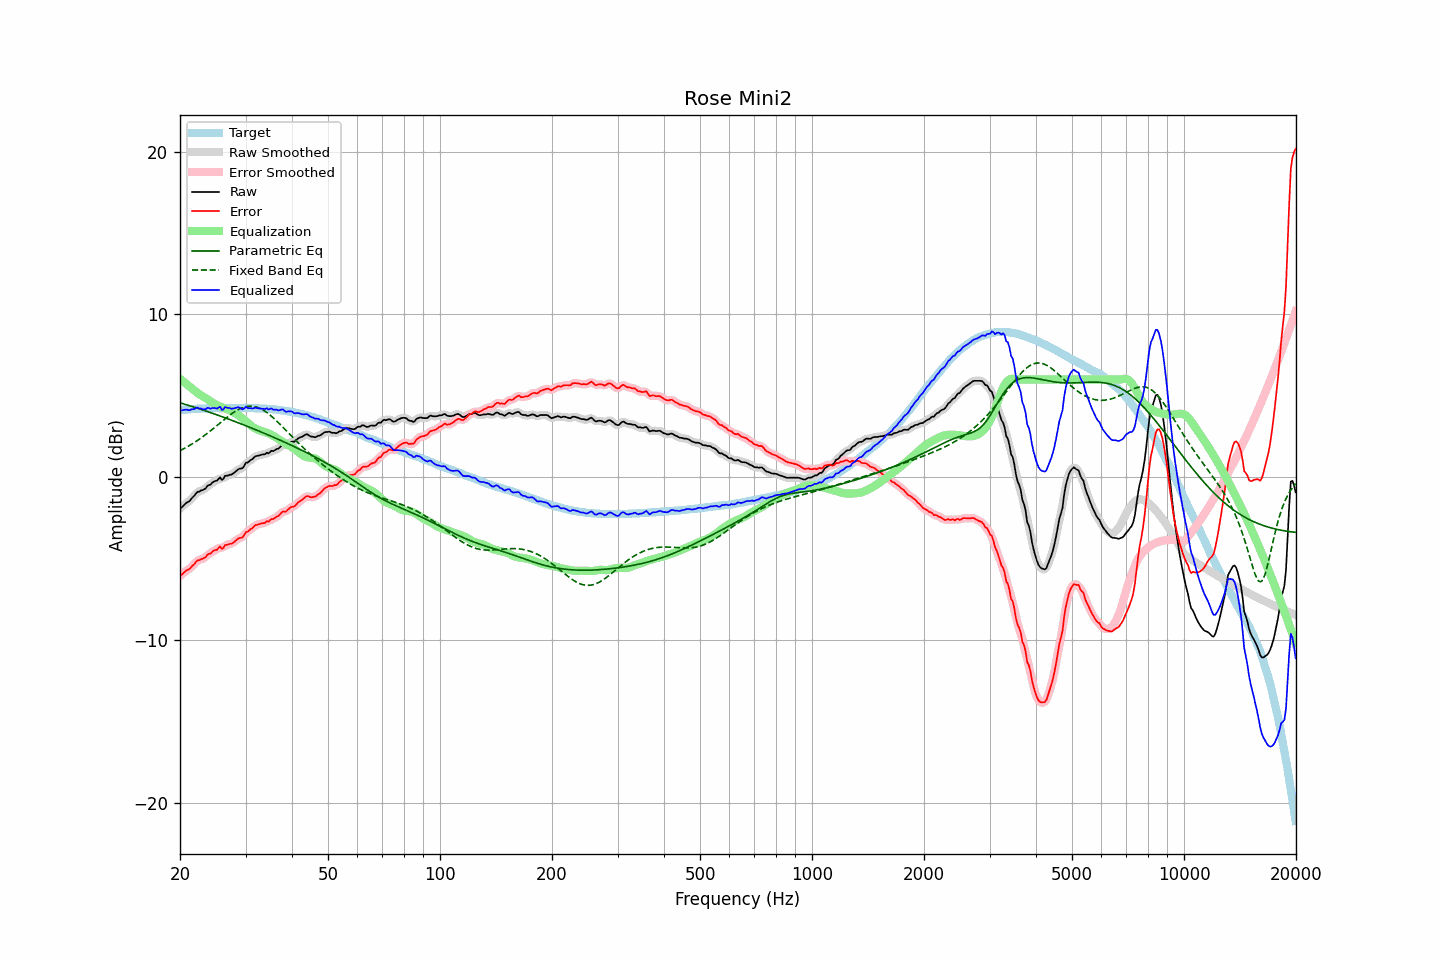 Rose Mini2
Target
Raw Smoothed
Error Smoothed
Raw
Error
Equalization
Parametric Eq
Fixed Band Eq
Equalized
Amplitude (dBr)
20
10
0
−10
−20
20
50
100
200
500
1000
2000
5000
10000
20000
Frequency (Hz)